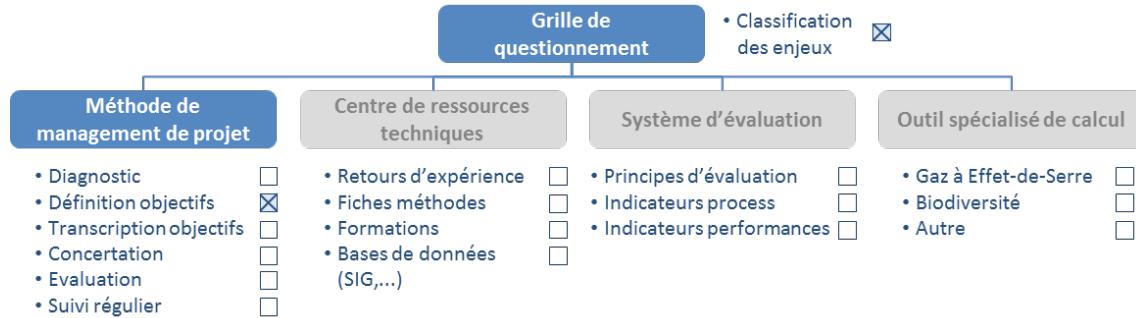 Grille de
questionnement
• Classification
des enjeux
Méthode de
management de projet
• Diagnostic
• Définition objectifs
• Transcription objectifs
• Concertation
• Evaluation
• Suivi régulier
Centre de ressources
techniques
• Retours d'expérience
• Fiches méthodes
• Formations
• Bases de données
(SIG,...)
Système d'évaluation
• Principes d'évaluation
• Indicateurs process
• Indicateurs performances
Outil spécialisé de calcul
• Gaz à Effet-de-Serre
• Biodiversité
• Autre